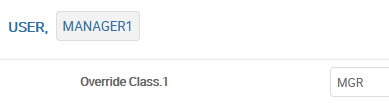 USER, MANAGER1
Override Class.1 MGR